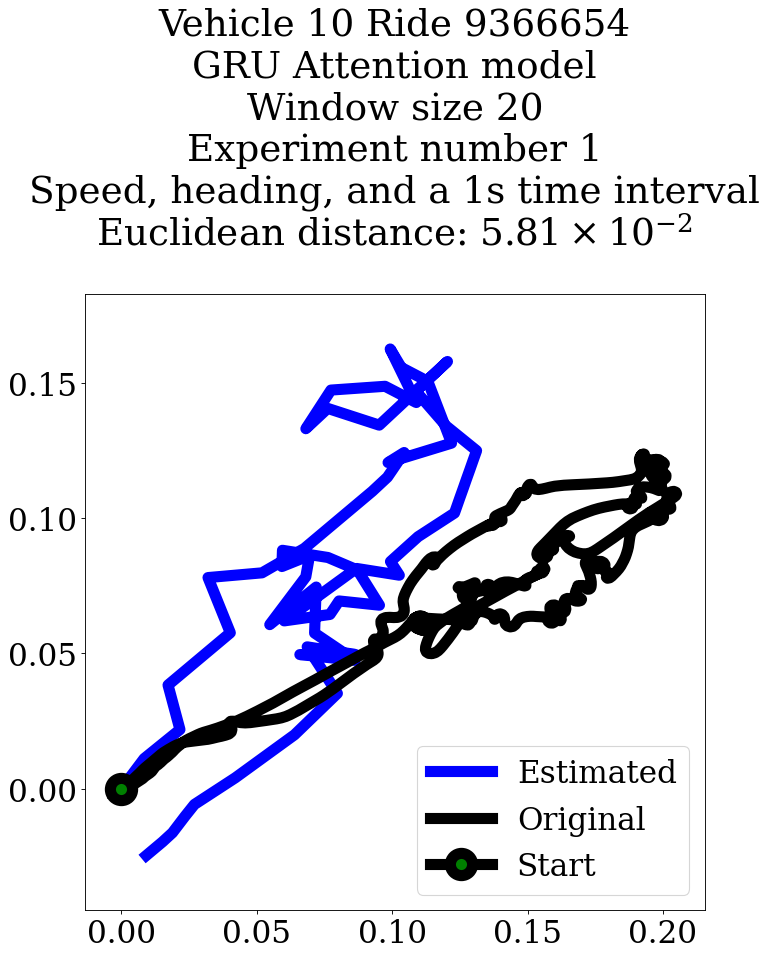 Vehicle 10 Ride 9366654
GRU Attention model
Window size 20
Experiment number 1
Speed, heading, and a 1s time interval
Euclidean distance: 5.81 × 10⁻²
0.15
0.10
0.05
0.00
Estimated
Original
Start
0.00 0.05 0.10 0.15 0.20